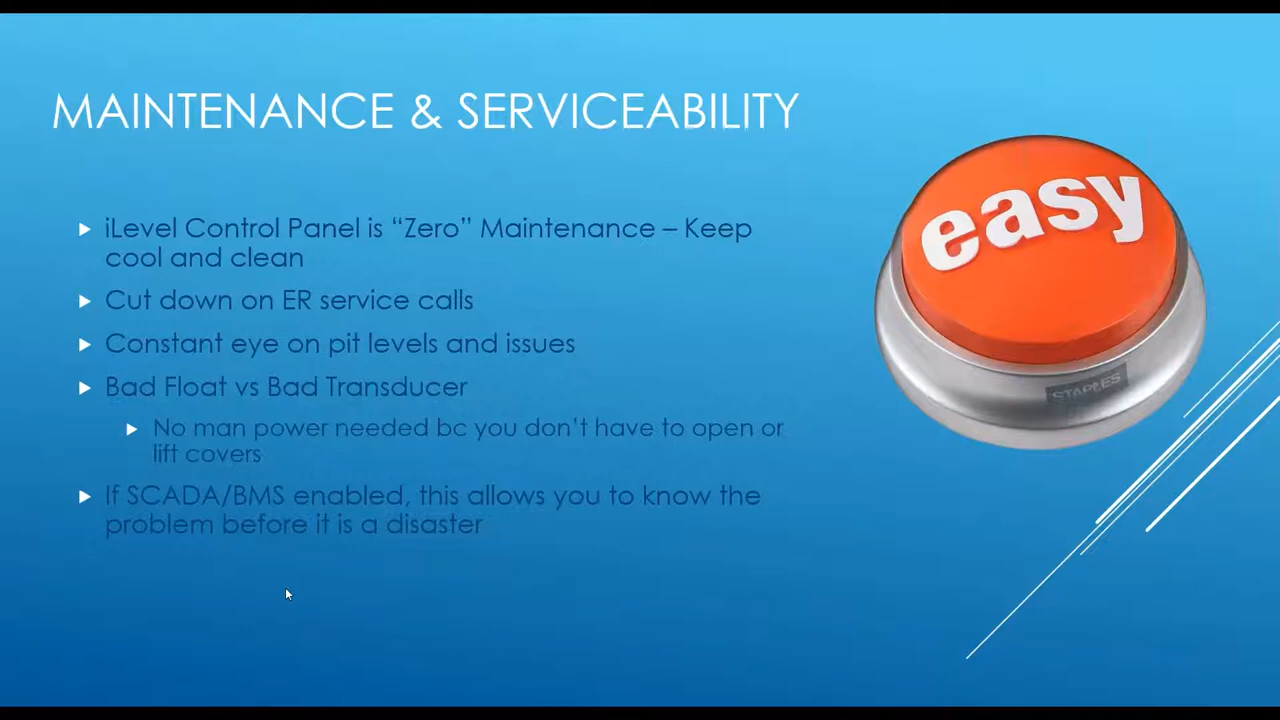 MAINTENANCE & SERVICEABILITY
iLevel Control Panel is “Zero” Maintenance – Keep
cool and clean
Cut down on ER service calls
Constant eye on pit levels and issues
Bad Float vs Bad Transducer
No man power needed bc you don’t have to open or
lift covers
If SCADA/BMS enabled, this allows you to know the
problem before it is a disaster
easy
STAPLES